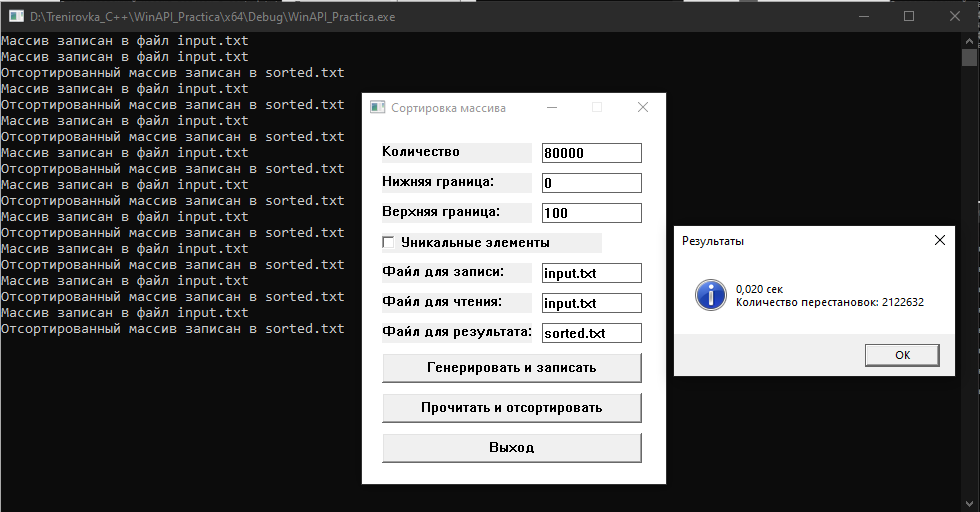 D:\Trenirovka_C++\WinAPI_Practica\x64\Debug\WinAPI_Practica.exe
Массив записан в файл input.txt
Массив записан в файл input.txt
Отсортированный массив записан в sorted.txt
Массив записан в файл input.txt
Отсортированный массив записан в sorted.txt
Массив записан в файл input.txt
Отсортированный массив записан в sorted.txt
Массив записан в файл input.txt
Отсортированный массив записан в sorted.txt
Массив записан в файл input.txt
Отсортированный массив записан в sorted.txt
Массив записан в файл input.txt
Отсортированный массив записан в sorted.txt
Массив записан в файл input.txt
Отсортированный массив записан в sorted.txt
Массив записан в файл input.txt
Отсортированный массив записан в sorted.txt
Массив записан в файл input.txt
Отсортированный массив записан в sorted.txt
Сортировка массива
Количество 80000
Нижняя граница: 0
Верхняя граница: 100
Уникальные элементы
Файл для записи: input.txt
Файл для чтения: input.txt
Файл для результата: sorted.txt
Генерировать и записать
Прочитать и отсортировать
Выход
Результаты
0,020 сек
Количество перестановок: 2122632
OK